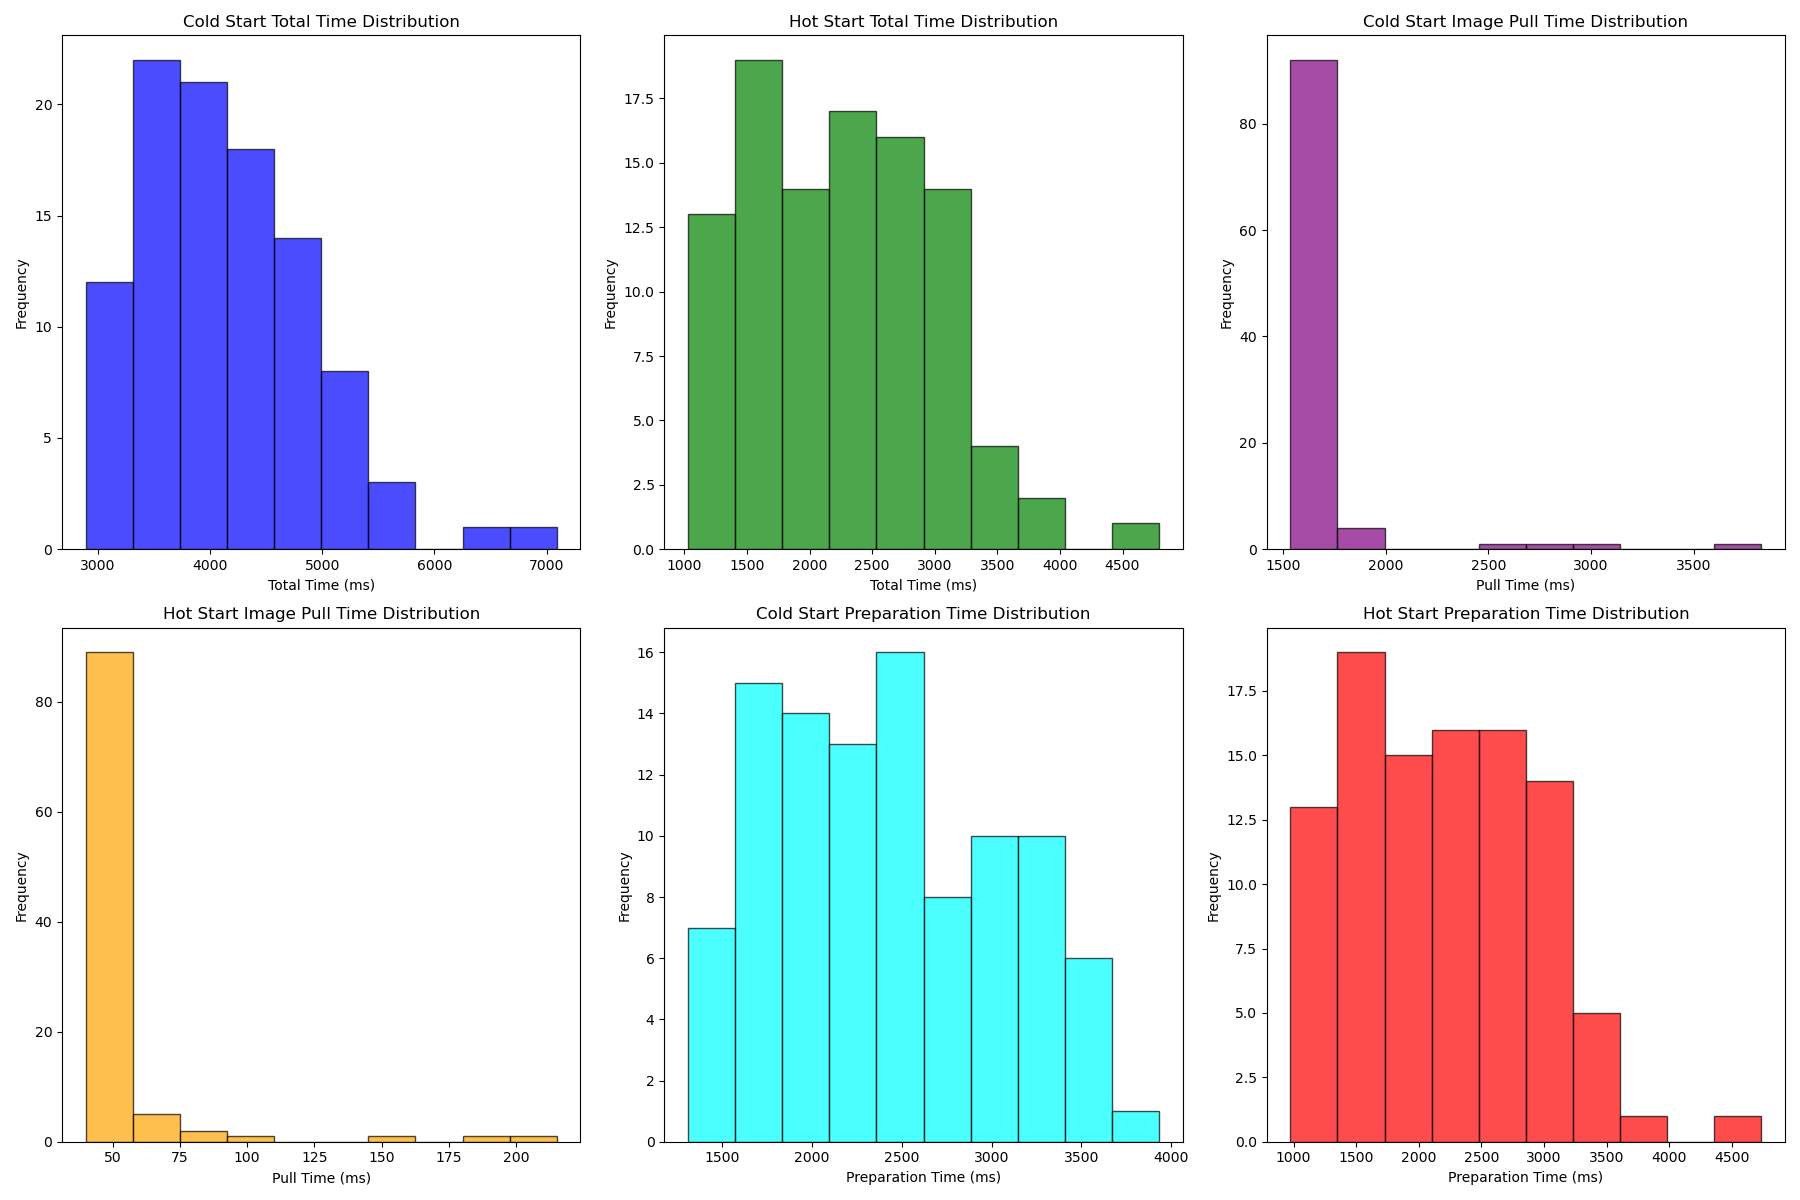 Cold Start Total Time Distribution
Frequency
20
15
10
5
0
3000 4000 5000 6000 7000
Total Time (ms)
Hot Start Total Time Distribution
Frequency
17.5
15.0
12.5
10.0
7.5
5.0
2.5
0.0
1000 1500 2000 2500 3000 3500 4000 4500
Total Time (ms)
Cold Start Image Pull Time Distribution
Frequency
80
60
40
20
0
1500 2000 2500 3000 3500
Pull Time (ms)
Hot Start Image Pull Time Distribution
Frequency
80
60
40
20
0
50 75 100 125 150 175 200
Pull Time (ms)
Cold Start Preparation Time Distribution
Frequency
16
14
12
10
8
6
4
2
0
1500 2000 2500 3000 3500 4000
Preparation Time (ms)
Hot Start Preparation Time Distribution
Frequency
17.5
15.0
12.5
10.0
7.5
5.0
2.5
0.0
1000 1500 2000 2500 3000 3500 4000 4500
Preparation Time (ms)